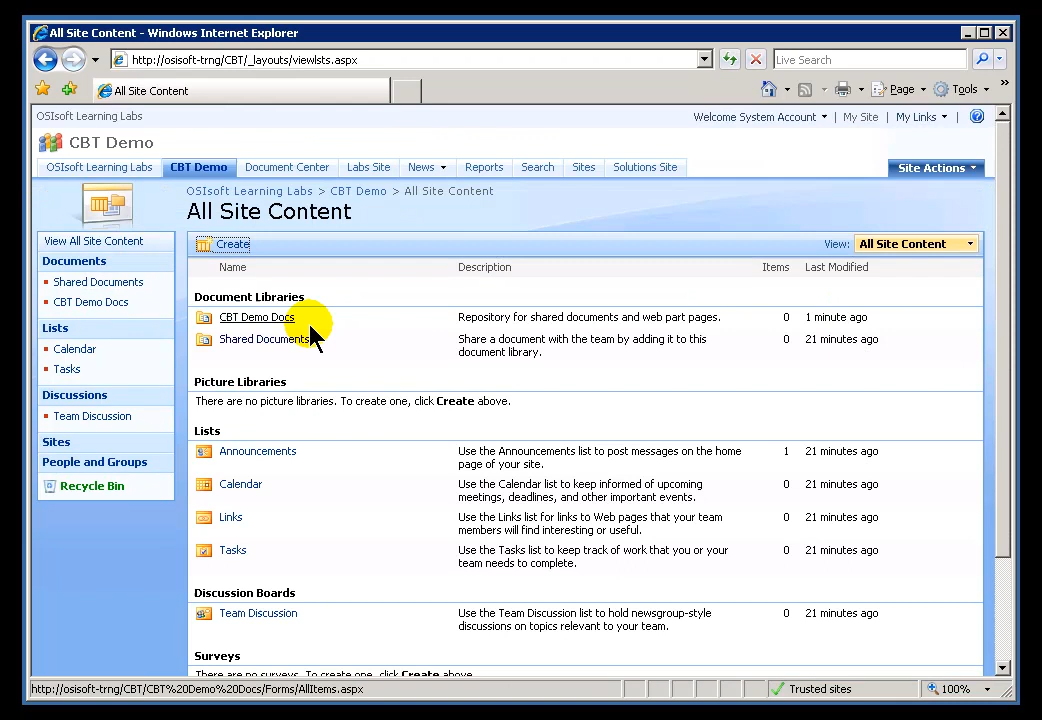 All Site Content - Windows Internet Explorer
http://osisoft-trng/CBT/_layouts/viewlsts.aspx
Live Search
All Site Content
Page
Tools
OSIsoft Learning Labs
Welcome System Account | My Site | My Links |
CBT Demo
OSIsoft Learning Labs CBT Demo Document Center Labs Site News Reports Search Sites Solutions Site Site Actions
OSIsoft Learning Labs > CBT Demo > All Site Content
All Site Content
View All Site Content
Documents
Shared Documents
CBT Demo Docs
Lists
Calendar
Tasks
Discussions
Team Discussion
Sites
People and Groups
Recycle Bin
Create
View: All Site Content
Name Description Items Last Modified
Document Libraries
CBT Demo Docs Repository for shared documents and web part pages. 0 1 minute ago
Shared Documents Share a document with the team by adding it to this 0 21 minutes ago
document library.
Picture Libraries
There are no picture libraries. To create one, click Create above.
Lists
Announcements Use the Announcements list to post messages on the home 1 21 minutes ago
page of your site.
Calendar Use the Calendar list to keep informed of upcoming 0 21 minutes ago
meetings, deadlines, and other important events.
Links Use the Links list for links to Web pages that your team 0 21 minutes ago
members will find interesting or useful.
Tasks Use the Tasks list to keep track of work that you or your 0 21 minutes ago
team needs to complete.
Discussion Boards
Team Discussion Use the Team Discussion list to hold newsgroup-style 0 21 minutes ago
discussions on topics relevant to your team.
Surveys
There are no surveys. To create one, click Create above.
http://osisoft-trng/CBT/CBT%20Demo%20Docs/Forms/AllItems.aspx
Trusted sites
100%